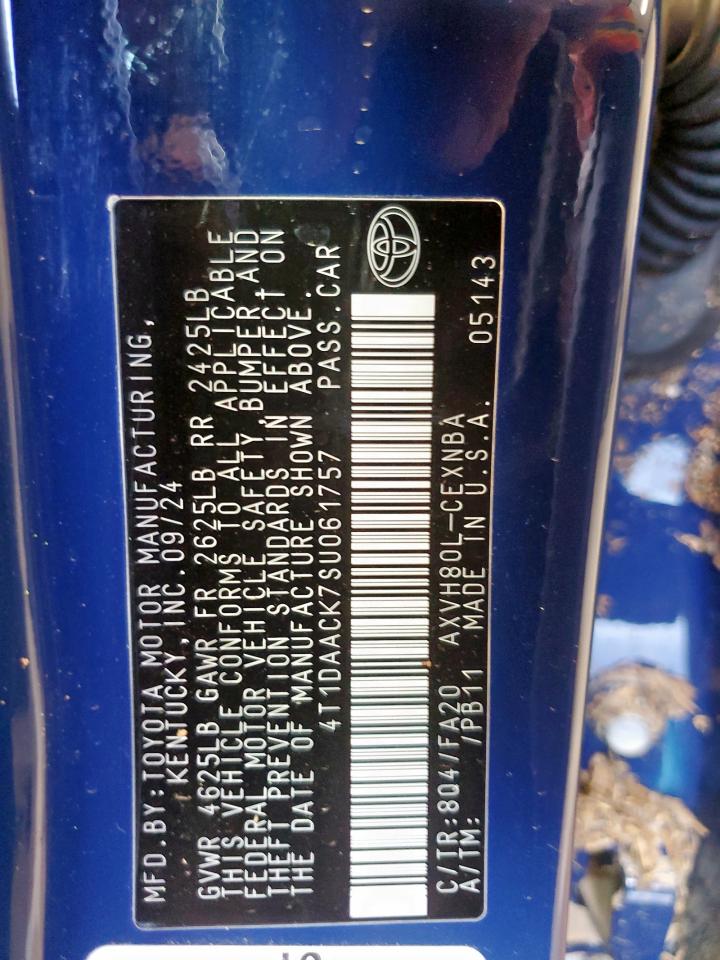 MFD.BY:TOYOTA MOTOR MANUFACTURING,
KENTUCKY, INC. 09/24
GVWR 4625LB GAWR FR 2625LB RR 2425LB
THIS VEHICLE CONFORMS TO ALL APPLICABLE
FEDERAL MOTOR VEHICLE SAFETY, BUMPER, AND
THEFT PREVENTION STANDARDS IN EFFECT ON
THE DATE OF MANUFACTURE SHOWN ABOVE.
4T1DAACK7SU061757 PASS.CAR
C/TR:8Q4/FA20 AXVH80L-CEXNBA
A/TM: /PB11 MADE IN U.S.A. 05143